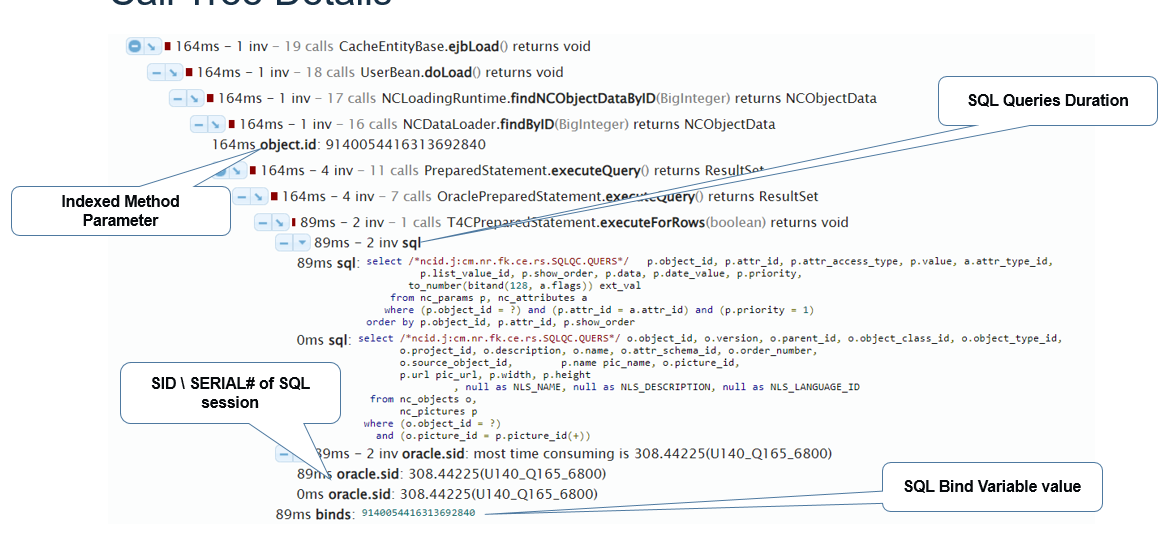 Call Tree Details
164ms – 1 inv – 19 calls CacheEntityBase.ejbLoad() returns void
164ms – 1 inv – 18 calls UserBean.doLoad() returns void
164ms – 1 inv – 17 calls NCLoadingRuntime.findNCObjectDataByID(BigInteger) returns NCObjectData
164ms – 1 inv – 16 calls NCDataLoader.findByID(BigInteger) returns NCObjectData
164ms object.id: 9140054416313692840
164ms – 4 inv – 11 calls PreparedStatement.executeQuery() returns ResultSet
164ms – 4 inv – 7 calls OraclePreparedStatement.executeQuery() returns ResultSet
89ms – 2 inv – 1 calls T4CPreparedStatement.executeForRows(boolean) returns void
89ms – 2 inv sql
89ms sql: select /*ncid.j:cm.nr.fk.ce.rs.SQLQC.QUERS*/ p.object_id, p.attr_id, p.attr_access_type, p.value, a.attr_type_id,
p.list_value_id, p.show_order, p.data, p.date_value, p.priority,
to_number(bitand(128, a.flags)) ext_val
from nc_params p, nc_attributes a
where (p.object_id = ?) and (p.attr_id = a.attr_id) and (p.priority = 1)
order by p.object_id, p.attr_id, p.show_order
0ms sql: select /*ncid.j:cm.nr.fk.ce.rs.SQLQC.QUERS*/ o.object_id, o.version, o.parent_id, o.object_class_id, o.object_type_id,
o.project_id, o.description, o.name, o.attr_schema_id, o.order_number,
o.source_object_id, p.name pic_name, o.picture_id,
p.url pic_url, p.width, p.height
, null as NLS_NAME, null as NLS_DESCRIPTION, null as NLS_LANGUAGE_ID
from nc_objects o,
nc_pictures p
where (o.object_id = ?)
and (o.picture_id = p.picture_id(+))
89ms – 2 inv oracle.sid: most time consuming is 308.44225(U140_Q165_6800)
89ms oracle.sid: 308.44225(U140_Q165_6800)
0ms oracle.sid: 308.44225(U140_Q165_6800)
89ms binds: 9140054416313692840
SQL Queries Duration
Indexed Method
Parameter
SID \ SERIAL# of SQL
session
SQL Bind Variable value